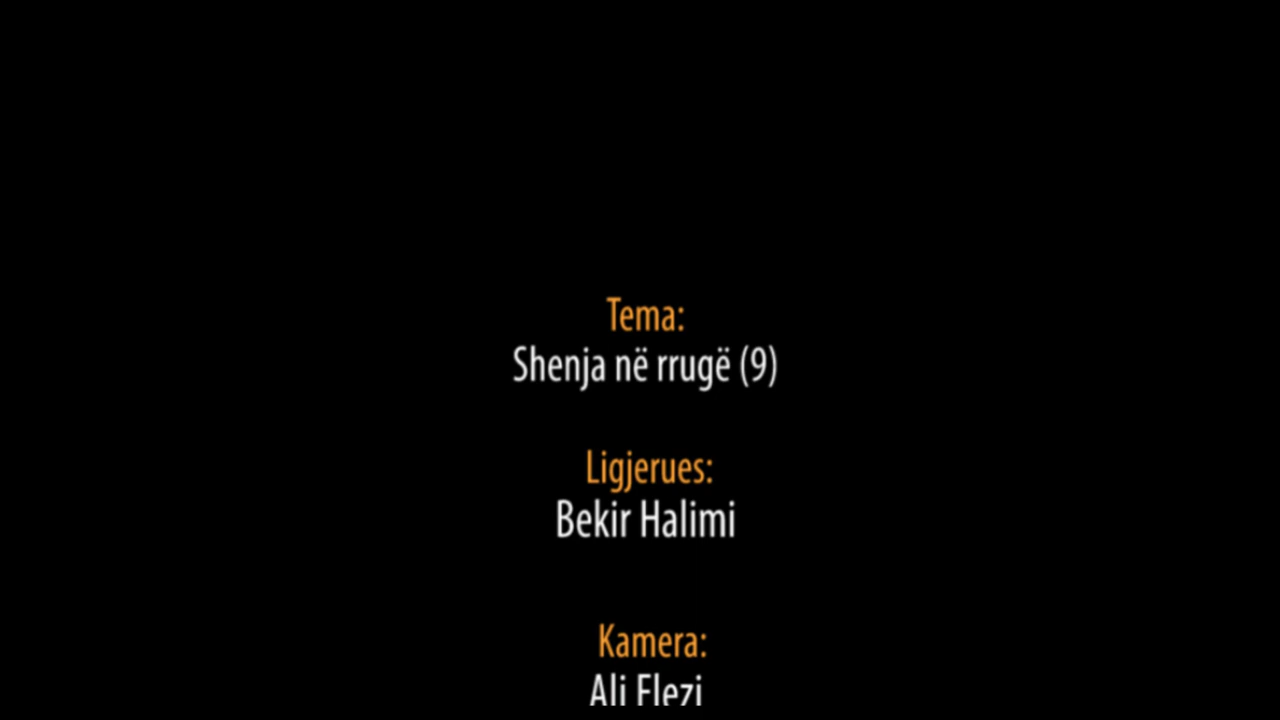 Tema:
Shenja në rrugë (9)
Ligjerues:
Bekir Halimi
Kamera:
Ali Flezi